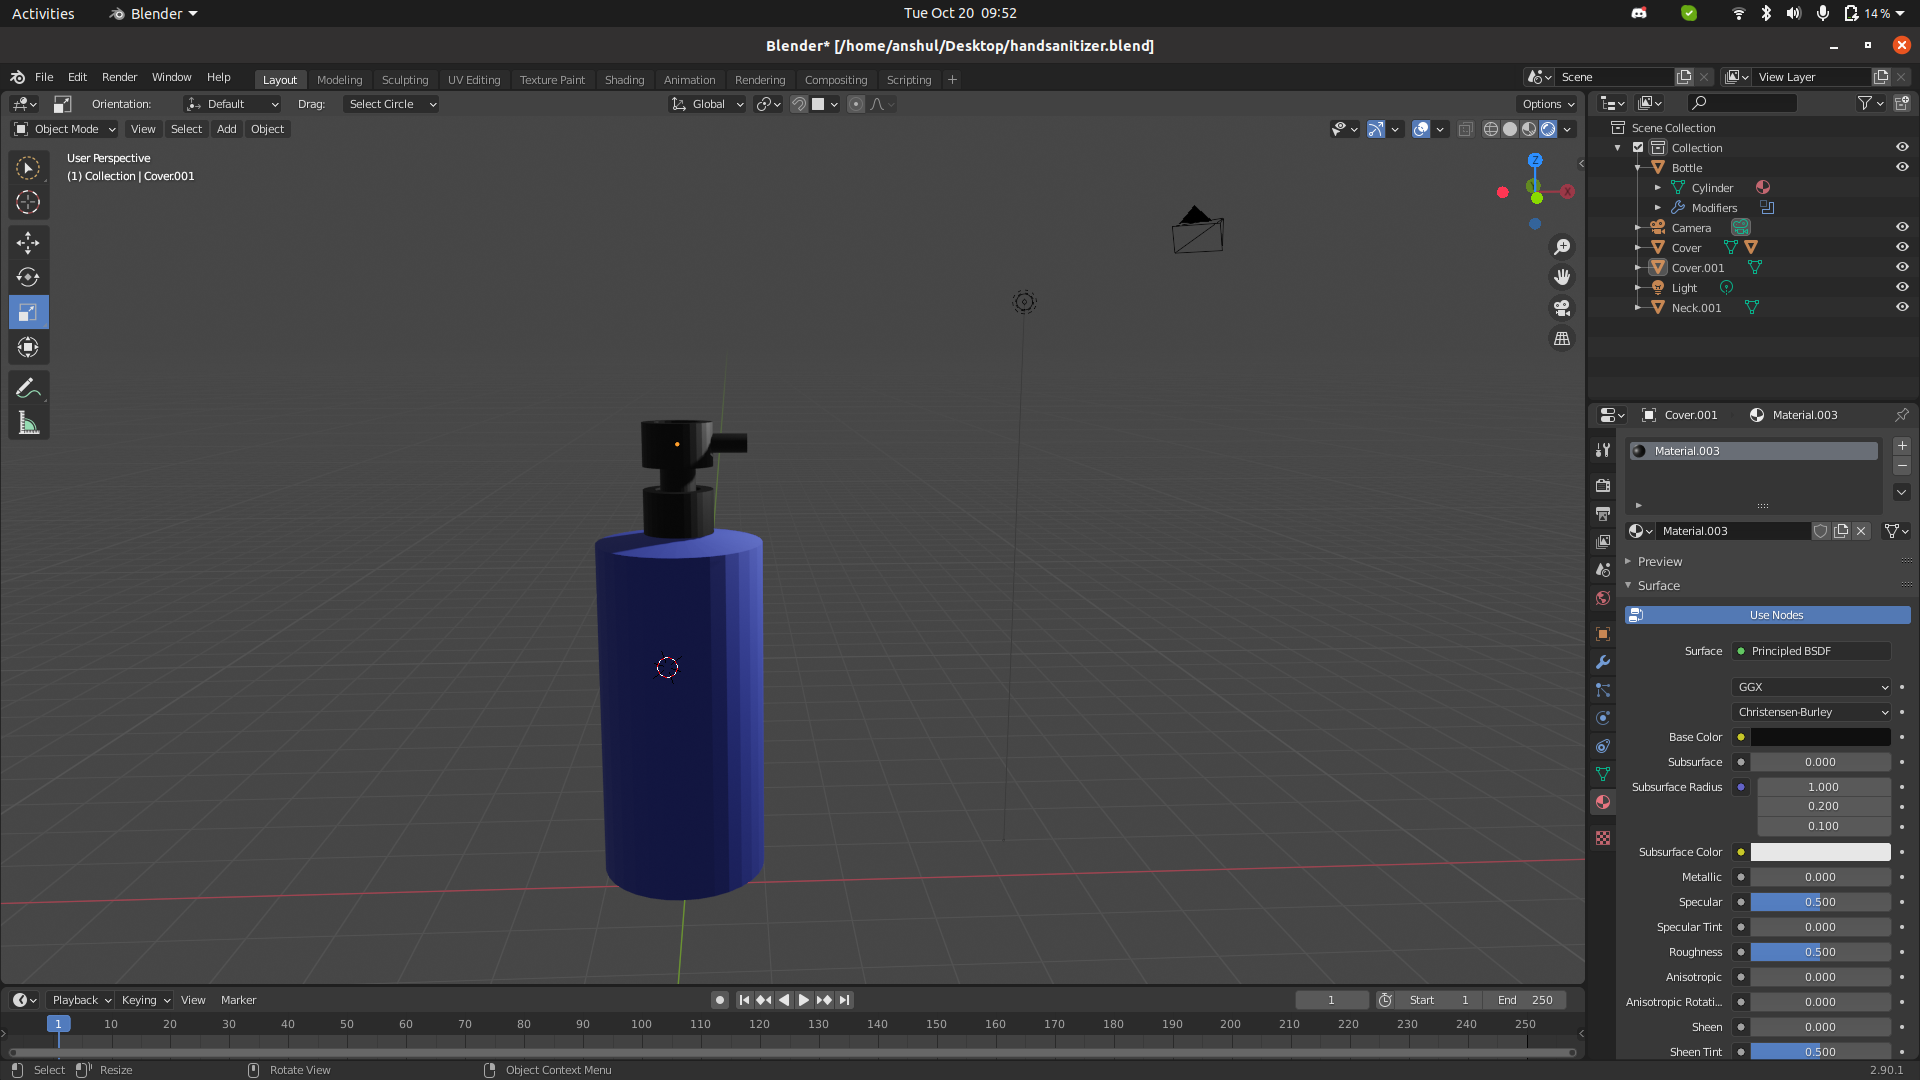 Activities Blender Tue Oct 20 09:52 14 %
Blender* [/home/anshul/Desktop/handsanitizer.blend]
File Edit Render Window Help Layout Modeling Sculpting UV Editing Texture Paint Shading Animation Rendering Compositing Scripting + Scene View Layer
Orientation: Default Drag: Select Circle Global Options
Object Mode View Select Add Object
User Perspective
(1) Collection | Cover.001
Z
X
Scene Collection
Collection
Bottle
Cylinder
Modifiers
Camera
Cover
Cover.001
Light
Neck.001
Cover.001 Material.003
Material.003
Material.003
Preview
Surface
Use Nodes
Surface Principled BSDF
GGX
Christensen-Burley
Base Color
Subsurface 0.000
Subsurface Radius 1.000
0.200
0.100
Subsurface Color
Metallic 0.000
Specular 0.500
Specular Tint 0.000
Roughness 0.500
Anisotropic 0.000
Anisotropic Rotati... 0.000
Sheen 0.000
Sheen Tint 0.500
Playback Keying View Marker 1 Start 1 End 250
1 10 20 30 40 50 60 70 80 90 100 110 120 130 140 150 160 170 180 190 200 210 220 230 240 250
Select Resize Rotate View Object Context Menu 2.90.1